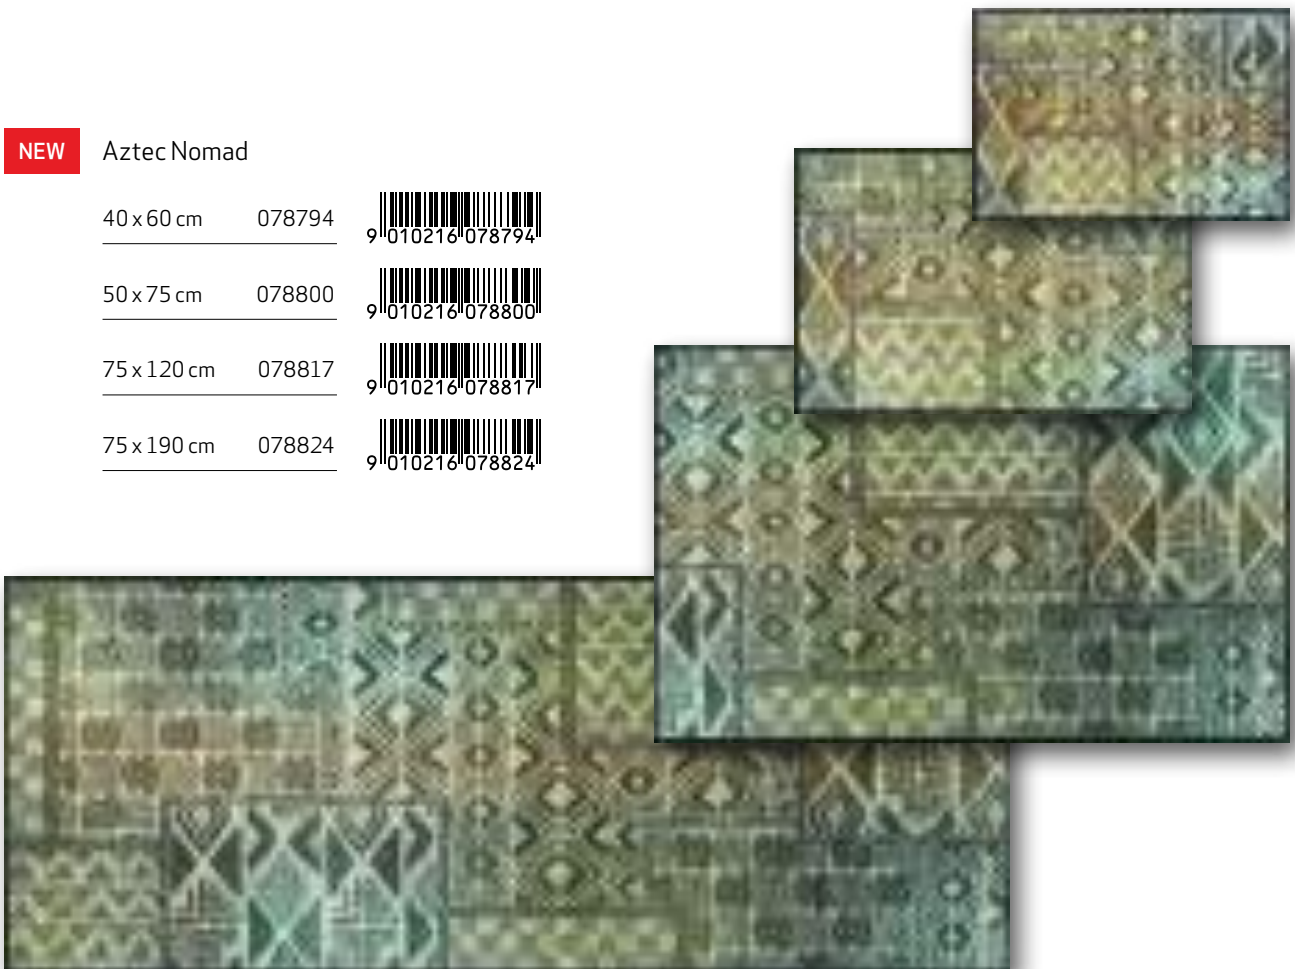 NEW Aztec Nomad
40 x 60 cm 078794 9 010216 078794
50 x 75 cm 078800 9 010216 078800
75 x 120 cm 078817 9 010216 078817
75 x 190 cm 078824 9 010216 078824